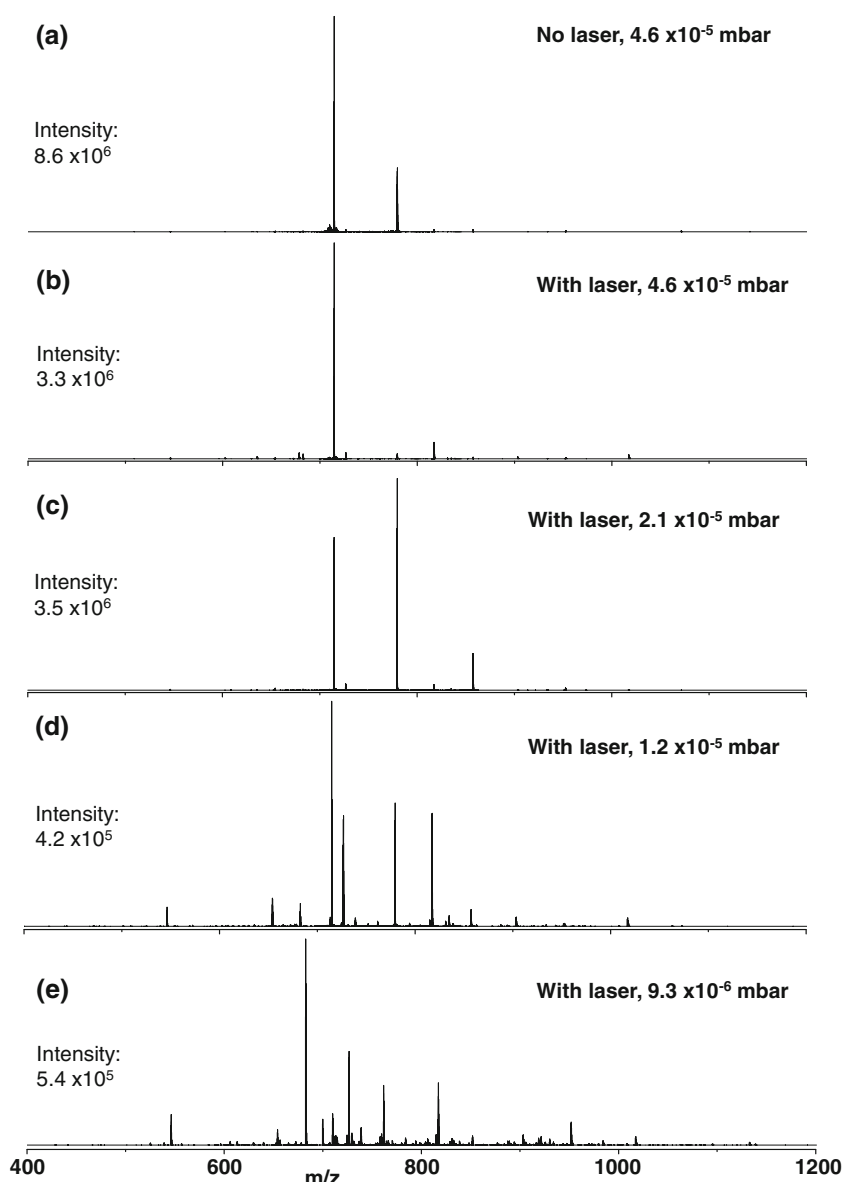 (a)
No laser, 4.6 x10⁻⁵ mbar
Intensity:
8.6 x10⁶
(b)
With laser, 4.6 x10⁻⁵ mbar
Intensity:
3.3 x10⁶
(c)
With laser, 2.1 x10⁻⁵ mbar
Intensity:
3.5 x10⁶
(d)
With laser, 1.2 x10⁻⁵ mbar
Intensity:
4.2 x10⁵
(e)
With laser, 9.3 x10⁻⁶ mbar
Intensity:
5.4 x10⁵
400 600 800 1000 1200
m/z